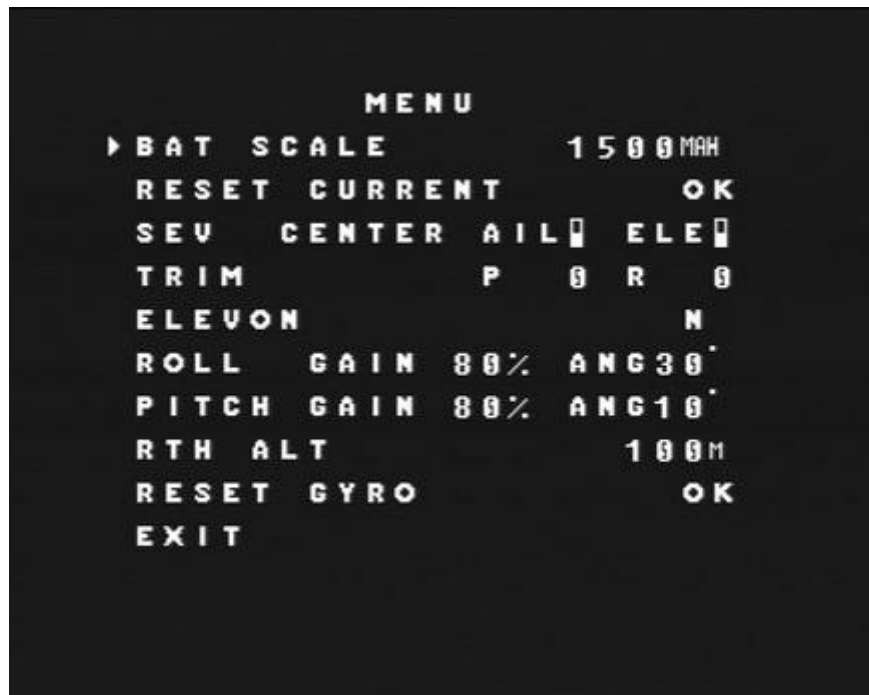 MENU
BAT SCALE 1500MAH
RESET CURRENT OK
SEV CENTER AIL ELE
TRIM P 0 R 0
ELEVON N
ROLL GAIN 80% ANG30°
PITCH GAIN 80% ANG10°
RTH ALT 100M
RESET GYRO OK
EXIT